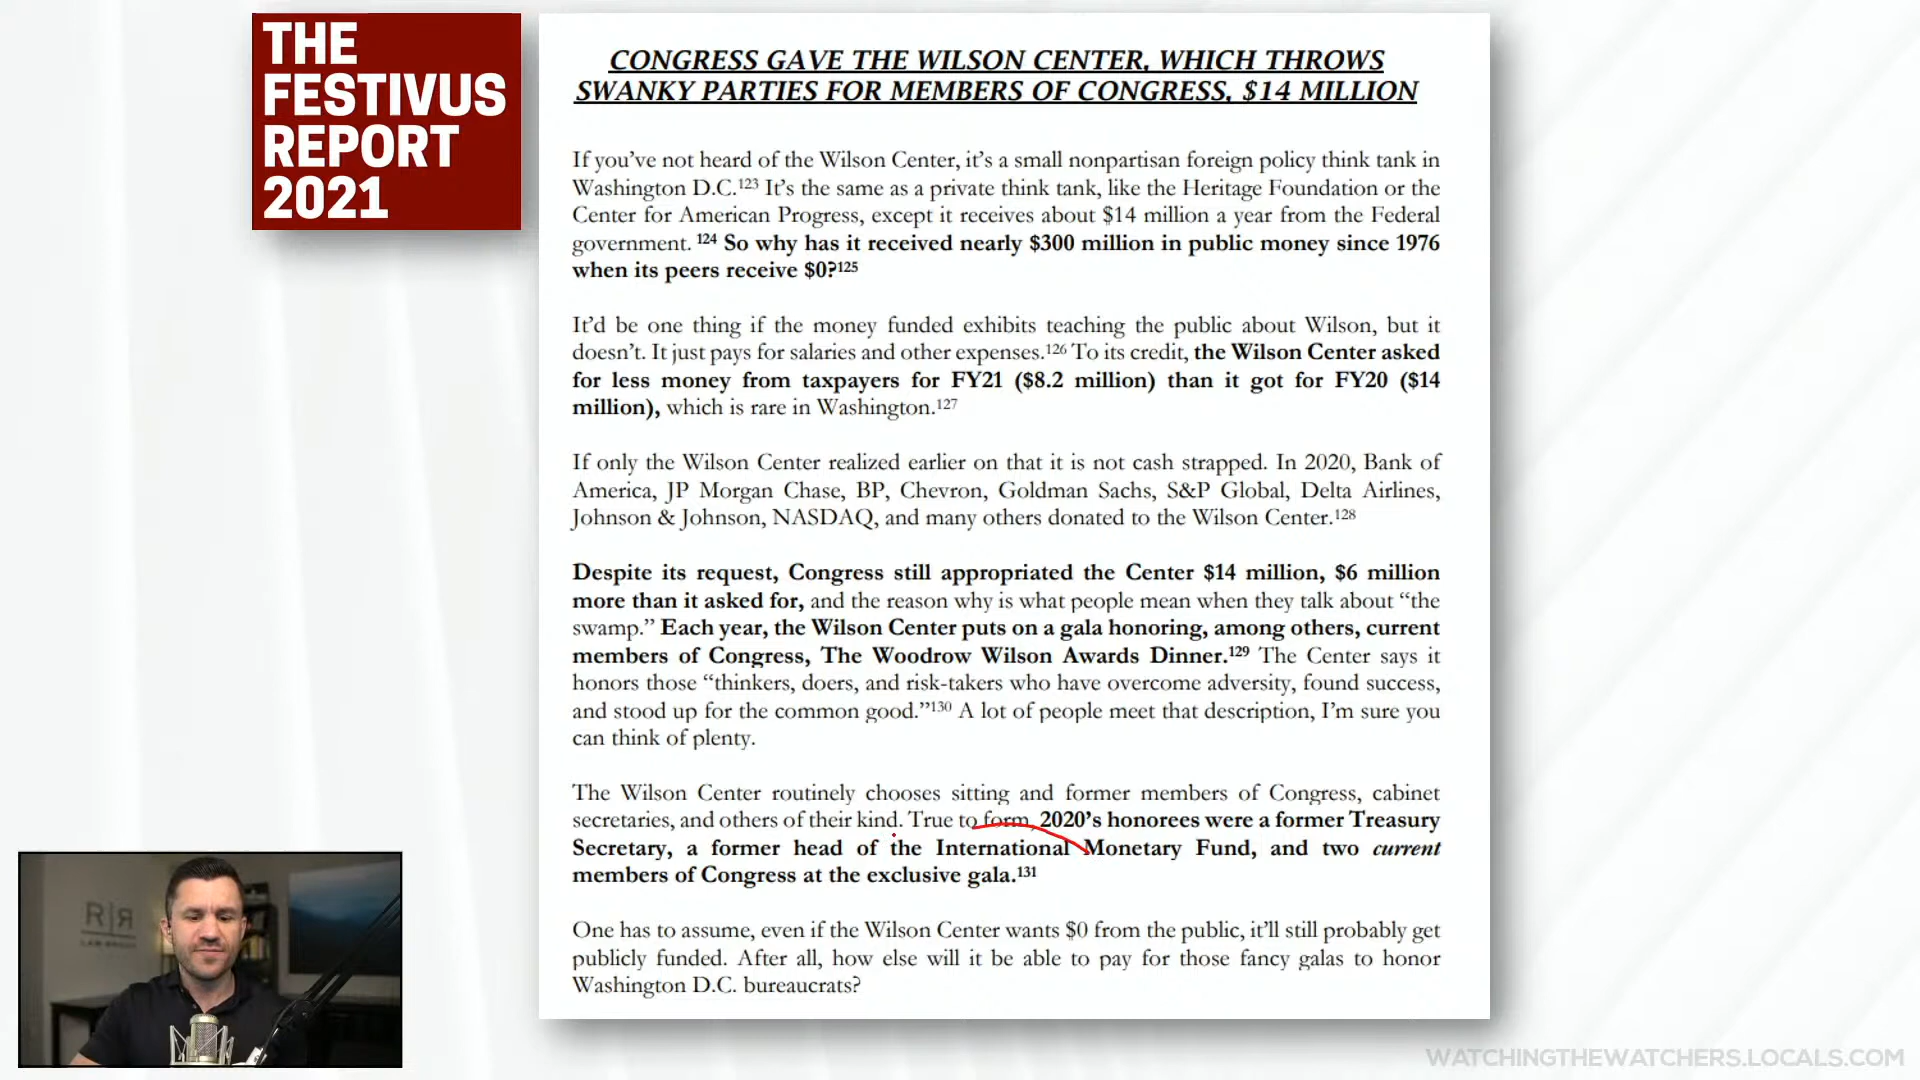 THE
FESTIVUS
REPORT
2021
CONGRESS GAVE THE WILSON CENTER, WHICH THROWS
SWANKY PARTIES FOR MEMBERS OF CONGRESS, $14 MILLION
If you’ve not heard of the Wilson Center, it’s a small nonpartisan foreign policy think tank in
Washington D.C.¹²³ It’s the same as a private think tank, like the Heritage Foundation or the
Center for American Progress, except it receives about $14 million a year from the Federal
government. ¹²⁴ So why has it received nearly $300 million in public money since 1976
when its peers receive $0?¹²⁵
It’d be one thing if the money funded exhibits teaching the public about Wilson, but it
doesn’t. It just pays for salaries and other expenses.¹²⁶ To its credit, the Wilson Center asked
for less money from taxpayers for FY21 ($8.2 million) than it got for FY20 ($14
million), which is rare in Washington.¹²⁷
If only the Wilson Center realized earlier on that it is not cash strapped. In 2020, Bank of
America, JP Morgan Chase, BP, Chevron, Goldman Sachs, S&P Global, Delta Airlines,
Johnson & Johnson, NASDAQ, and many others donated to the Wilson Center.¹²⁸
Despite its request, Congress still appropriated the Center $14 million, $6 million
more than it asked for, and the reason why is what people mean when they talk about “the
swamp.” Each year, the Wilson Center puts on a gala honoring, among others, current
members of Congress, The Woodrow Wilson Awards Dinner.¹²⁹ The Center says it
honors those “thinkers, doers, and risk-takers who have overcome adversity, found success,
and stood up for the common good.”¹³⁰ A lot of people meet that description, I’m sure you
can think of plenty.
The Wilson Center routinely chooses sitting and former members of Congress, cabinet
secretaries, and others of their kind. True to form, 2020’s honorees were a former Treasury
Secretary, a former head of the International Monetary Fund, and two current
members of Congress at the exclusive gala.¹³¹
One has to assume, even if the Wilson Center wants $0 from the public, it’ll still probably get
publicly funded. After all, how else will it be able to pay for those fancy galas to honor
Washington D.C. bureaucrats?
R|R
WATCHINGTHEWATCHERS.LOCALS.COM